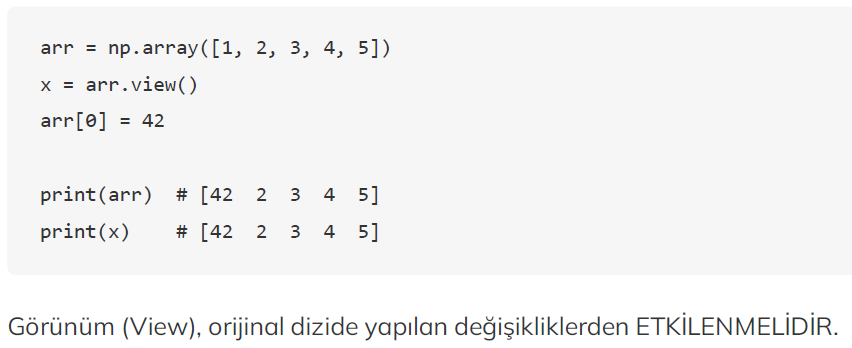 arr = np.array([1, 2, 3, 4, 5])
x = arr.view()
arr[0] = 42
print(arr)  # [42  2  3  4  5]
print(x)    # [42  2  3  4  5]
Görünüm (View), orijinal dizide yapılan değişikliklerden ETKİLENMELİDİR.